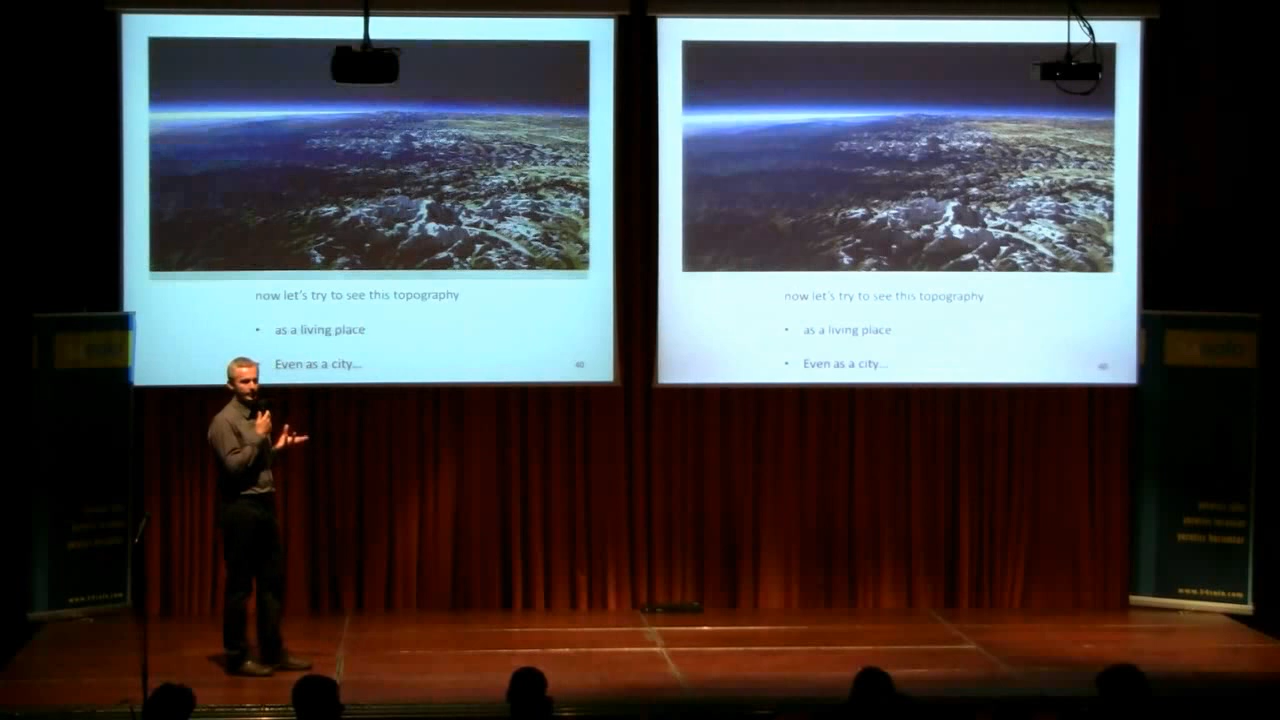 now let's try to see this topography
• as a living place
Even as a city...
40
now let's try to see this topography
• as a living place
• Even as a city...
40